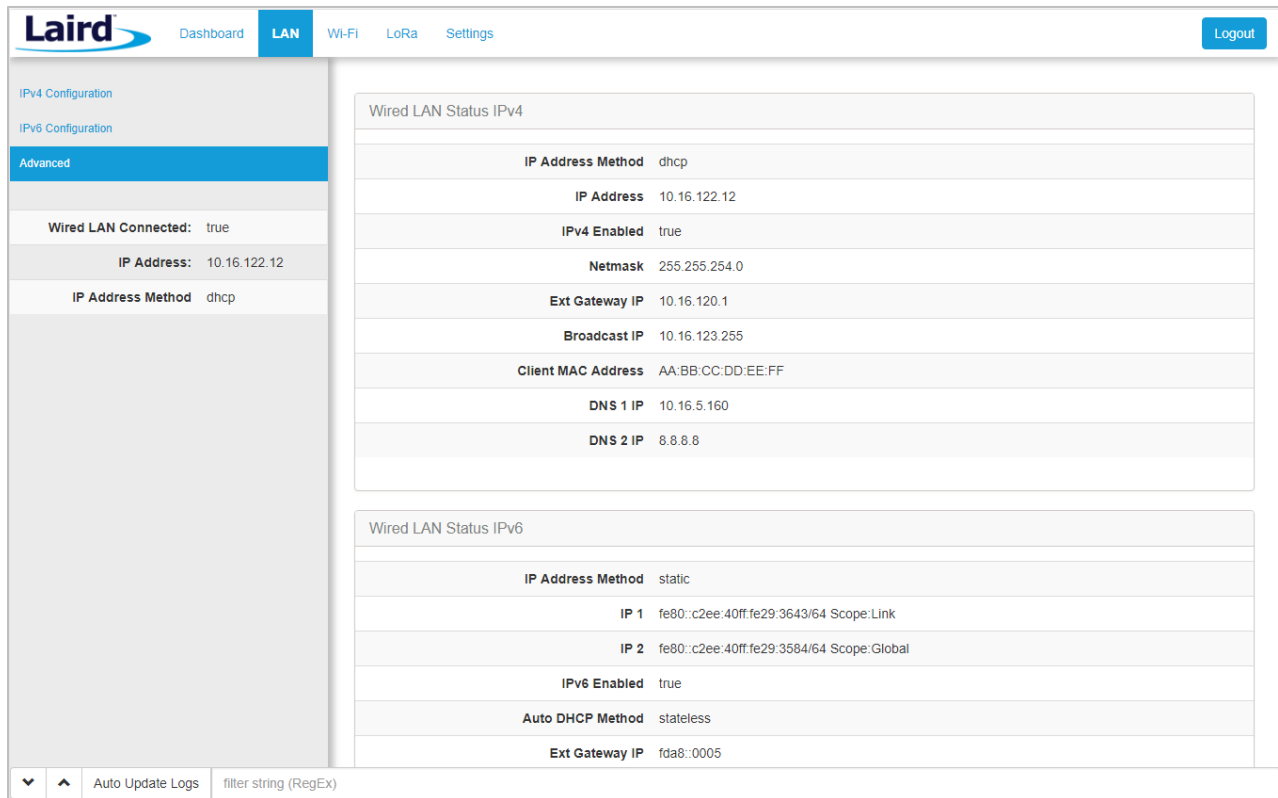 Laird™ Dashboard LAN Wi-Fi LoRa Settings Logout
IPv4 Configuration
IPv6 Configuration
Advanced
Wired LAN Connected: true
IP Address: 10.16.122.12
IP Address Method dhcp
Wired LAN Status IPv4
IP Address Method dhcp
IP Address 10.16.122.12
IPv4 Enabled true
Netmask 255.255.254.0
Ext Gateway IP 10.16.120.1
Broadcast IP 10.16.123.255
Client MAC Address AA:BB:CC:DD:EE:FF
DNS 1 IP 10.16.5.160
DNS 2 IP 8.8.8.8
Wired LAN Status IPv6
IP Address Method static
IP 1 fe80::c2ee:40ff:fe29:3643/64 Scope:Link
IP 2 fe80::c2ee:40ff:fe29:3584/64 Scope:Global
IPv6 Enabled true
Auto DHCP Method stateless
Ext Gateway IP fda8::0005
Auto Update Logs filter string (RegEx)